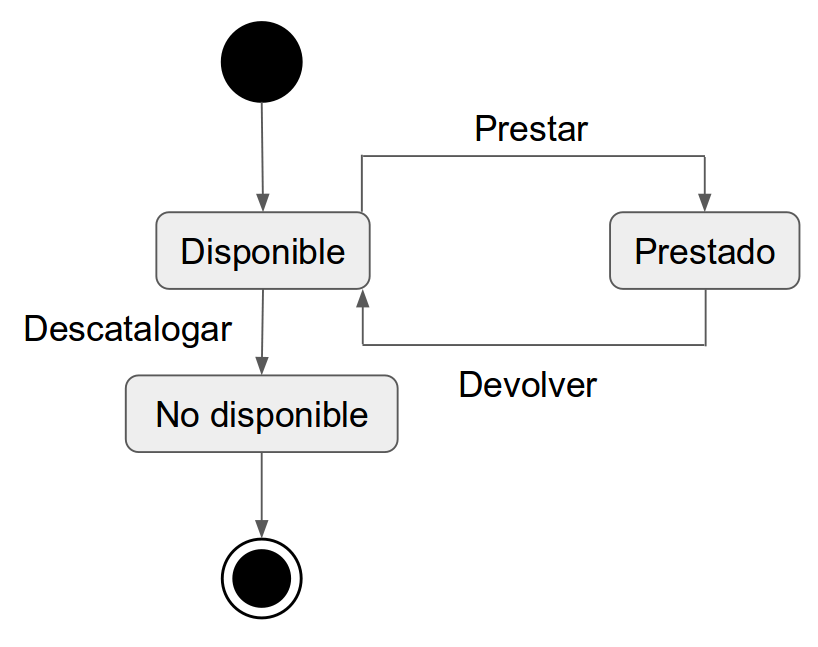 Prestar
Disponible
Prestado
Descatalogar
Devolver
No disponible